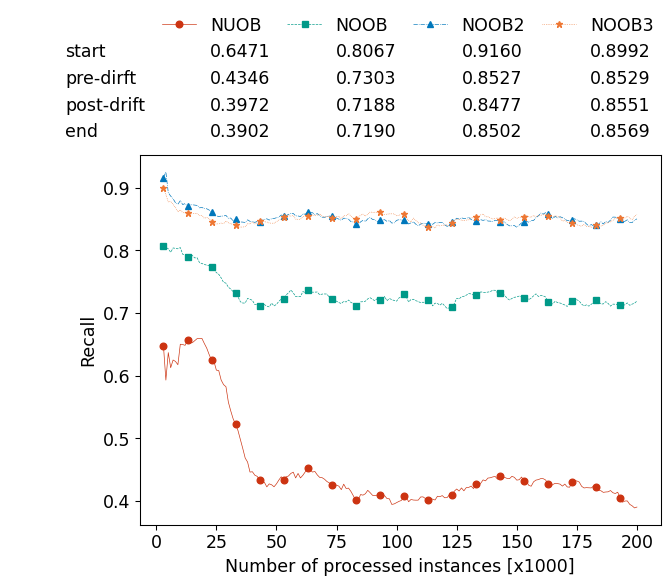 NUOB NOOB NOOB2 NOOB3
start 0.6471 0.8067 0.9160 0.8992
pre-dirft 0.4346 0.7303 0.8527 0.8529
post-drift 0.3972 0.7188 0.8477 0.8551
end 0.3902 0.7190 0.8502 0.8569
0.9
0.8
0.7
0.6
0.5
0.4
Recall
0 25 50 75 100 125 150 175 200
Number of processed instances [x1000]